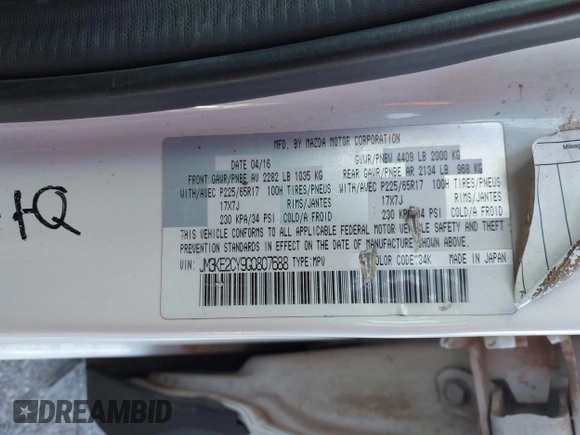 MFD. BY MAZDA MOTOR CORPORATION
DATE 04/16
GVWR/PNBV 4409 LB 2000 KG
FRONT GAWR/PNBE AV 2282 LB 1035 KG
REAR GAWR/PNBE AR 2134 LB 968 KG
WITH/AVEC P225/65R17 100H TIRES/PNEUS
WITH/AVEC P225/65R17 100H TIRES/PNEUS
17X7J RIMS/JANTES
17X7J RIMS/JANTES
230 KPA/34 PSI COLD/A FROID
230 KPA/34 PSI COLD/A FROID
THIS VEHICLE CONFORMS TO ALL APPLICABLE FEDERAL MOTOR VEHICLE SAFETY AND THEFT
PREVENTION STANDARDS IN EFFECT ON THE DATE OF MANUFACTURE SHOWN ABOVE.
VIN: JM3KE2CY9G0807688 TYPE: MPV COLOR CODE: 34K MADE IN JAPAN
HQ
DREAMBID